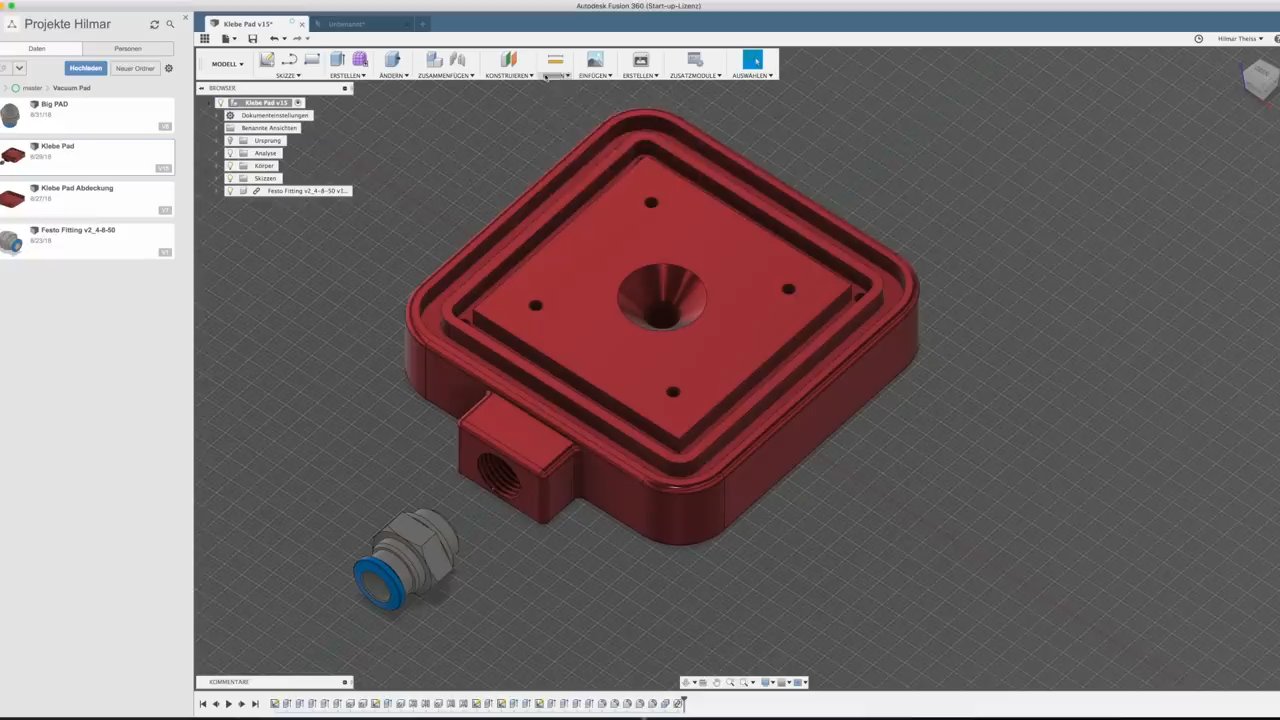 Autodesk Fusion 360 (Start-up-Lizenz)
Projekte Hilmar
Klebe Pad v15*
Unbenannt*
Hilmar Theiss
Daten
Personen
Hochladen
Neuer Ordner
master > Vacuum Pad
MODELL
SKIZZE
ERSTELLEN
ÄNDERN
ZUSAMMENFÜGEN
KONSTRUIEREN
EINFÜGEN
ERSTELLEN
ZUSATZMODULE
AUSWÄHLEN
BROWSER
Klebe Pad v15
Dokumenteinstellungen
Benannte Ansichten
Ursprung
Analyse
Körper
Skizzen
Festo Fitting v2_4-8-50 v1...
Big PAD
8/31/18
Klebe Pad
8/29/18
Klebe Pad Abdeckung
8/27/18
V7
Festo Fitting v2_4-8-50
8/23/18
V1
KOMMENTARE